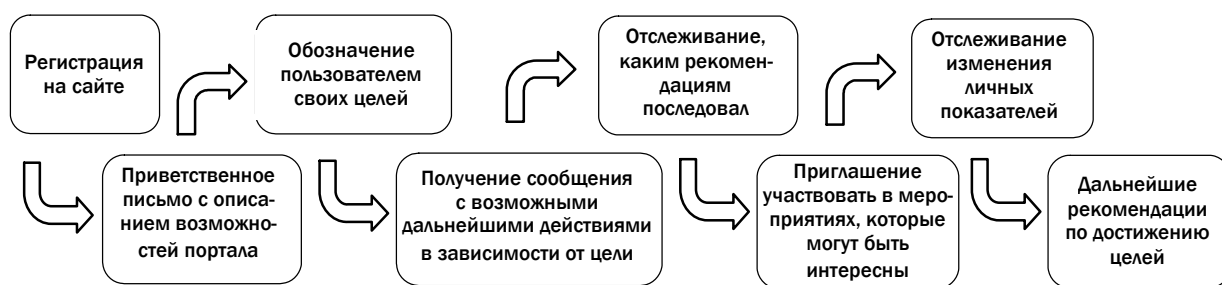 Регистрация
на сайте
Приветственное
письмо с описа-
нием возможно-
стей портала
Обозначение
пользователем
своих целей
Получение сообщения
с возможными
дальнейшими действиями
в зависимости от цели
Отслеживание,
каким рекомен-
дациям
последовал
Приглашение
участвовать в меро-
приятиях, которые
могут быть
интересны
Отслеживание
изменения
личных
показателей
Дальнейшие
рекомендации
по достижению
целей